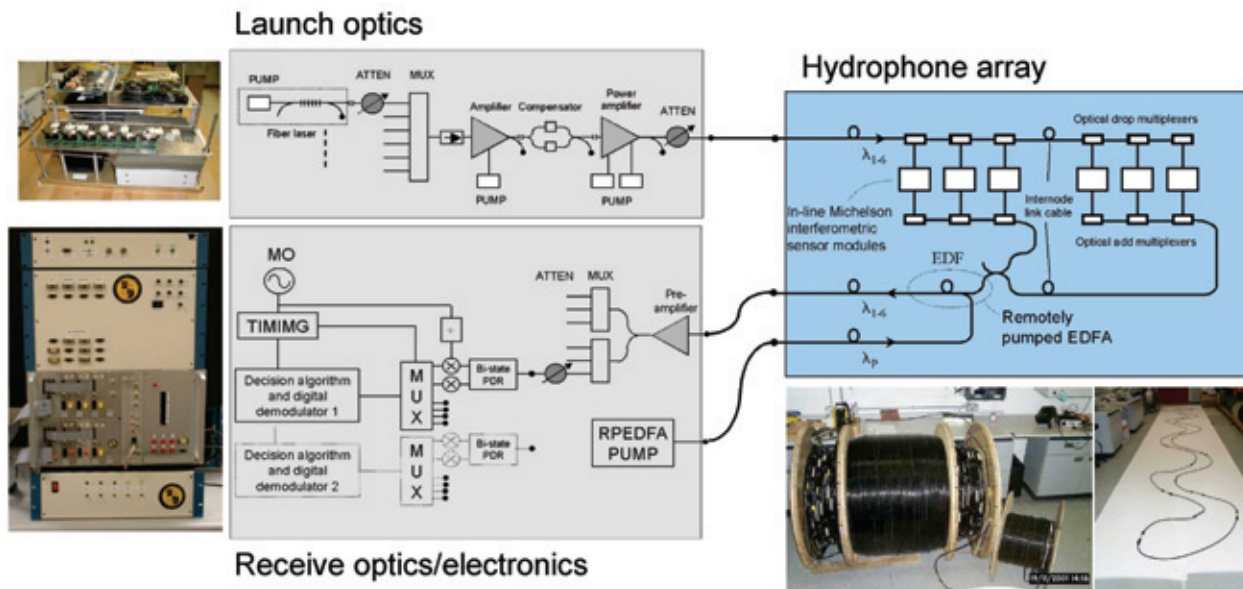 Launch optics
PUMP
ATTEN
MUX
Fiber laser
Amplifier
Compensator
Power
amplifier
ATTEN
PUMP
PUMP
Hydrophone array
λ1-6
Optical drop multiplexers
In-line Michelson
interferometric
sensor modules
Internode
link cable
Optical add multiplexers
EDF
λ1-6
Remotely
pumped EDFA
λP
MO
TIMIMG
÷
ATTEN
MUX
Pre-
amplifier
Decision algorithm
and digital
demodulator 1
M
U
X
Bi-state
PDR
Decision algorithm
and digital
demodulator 2
M
U
X
Bi-state
PDR
RPEDFA
PUMP
Receive optics/electronics